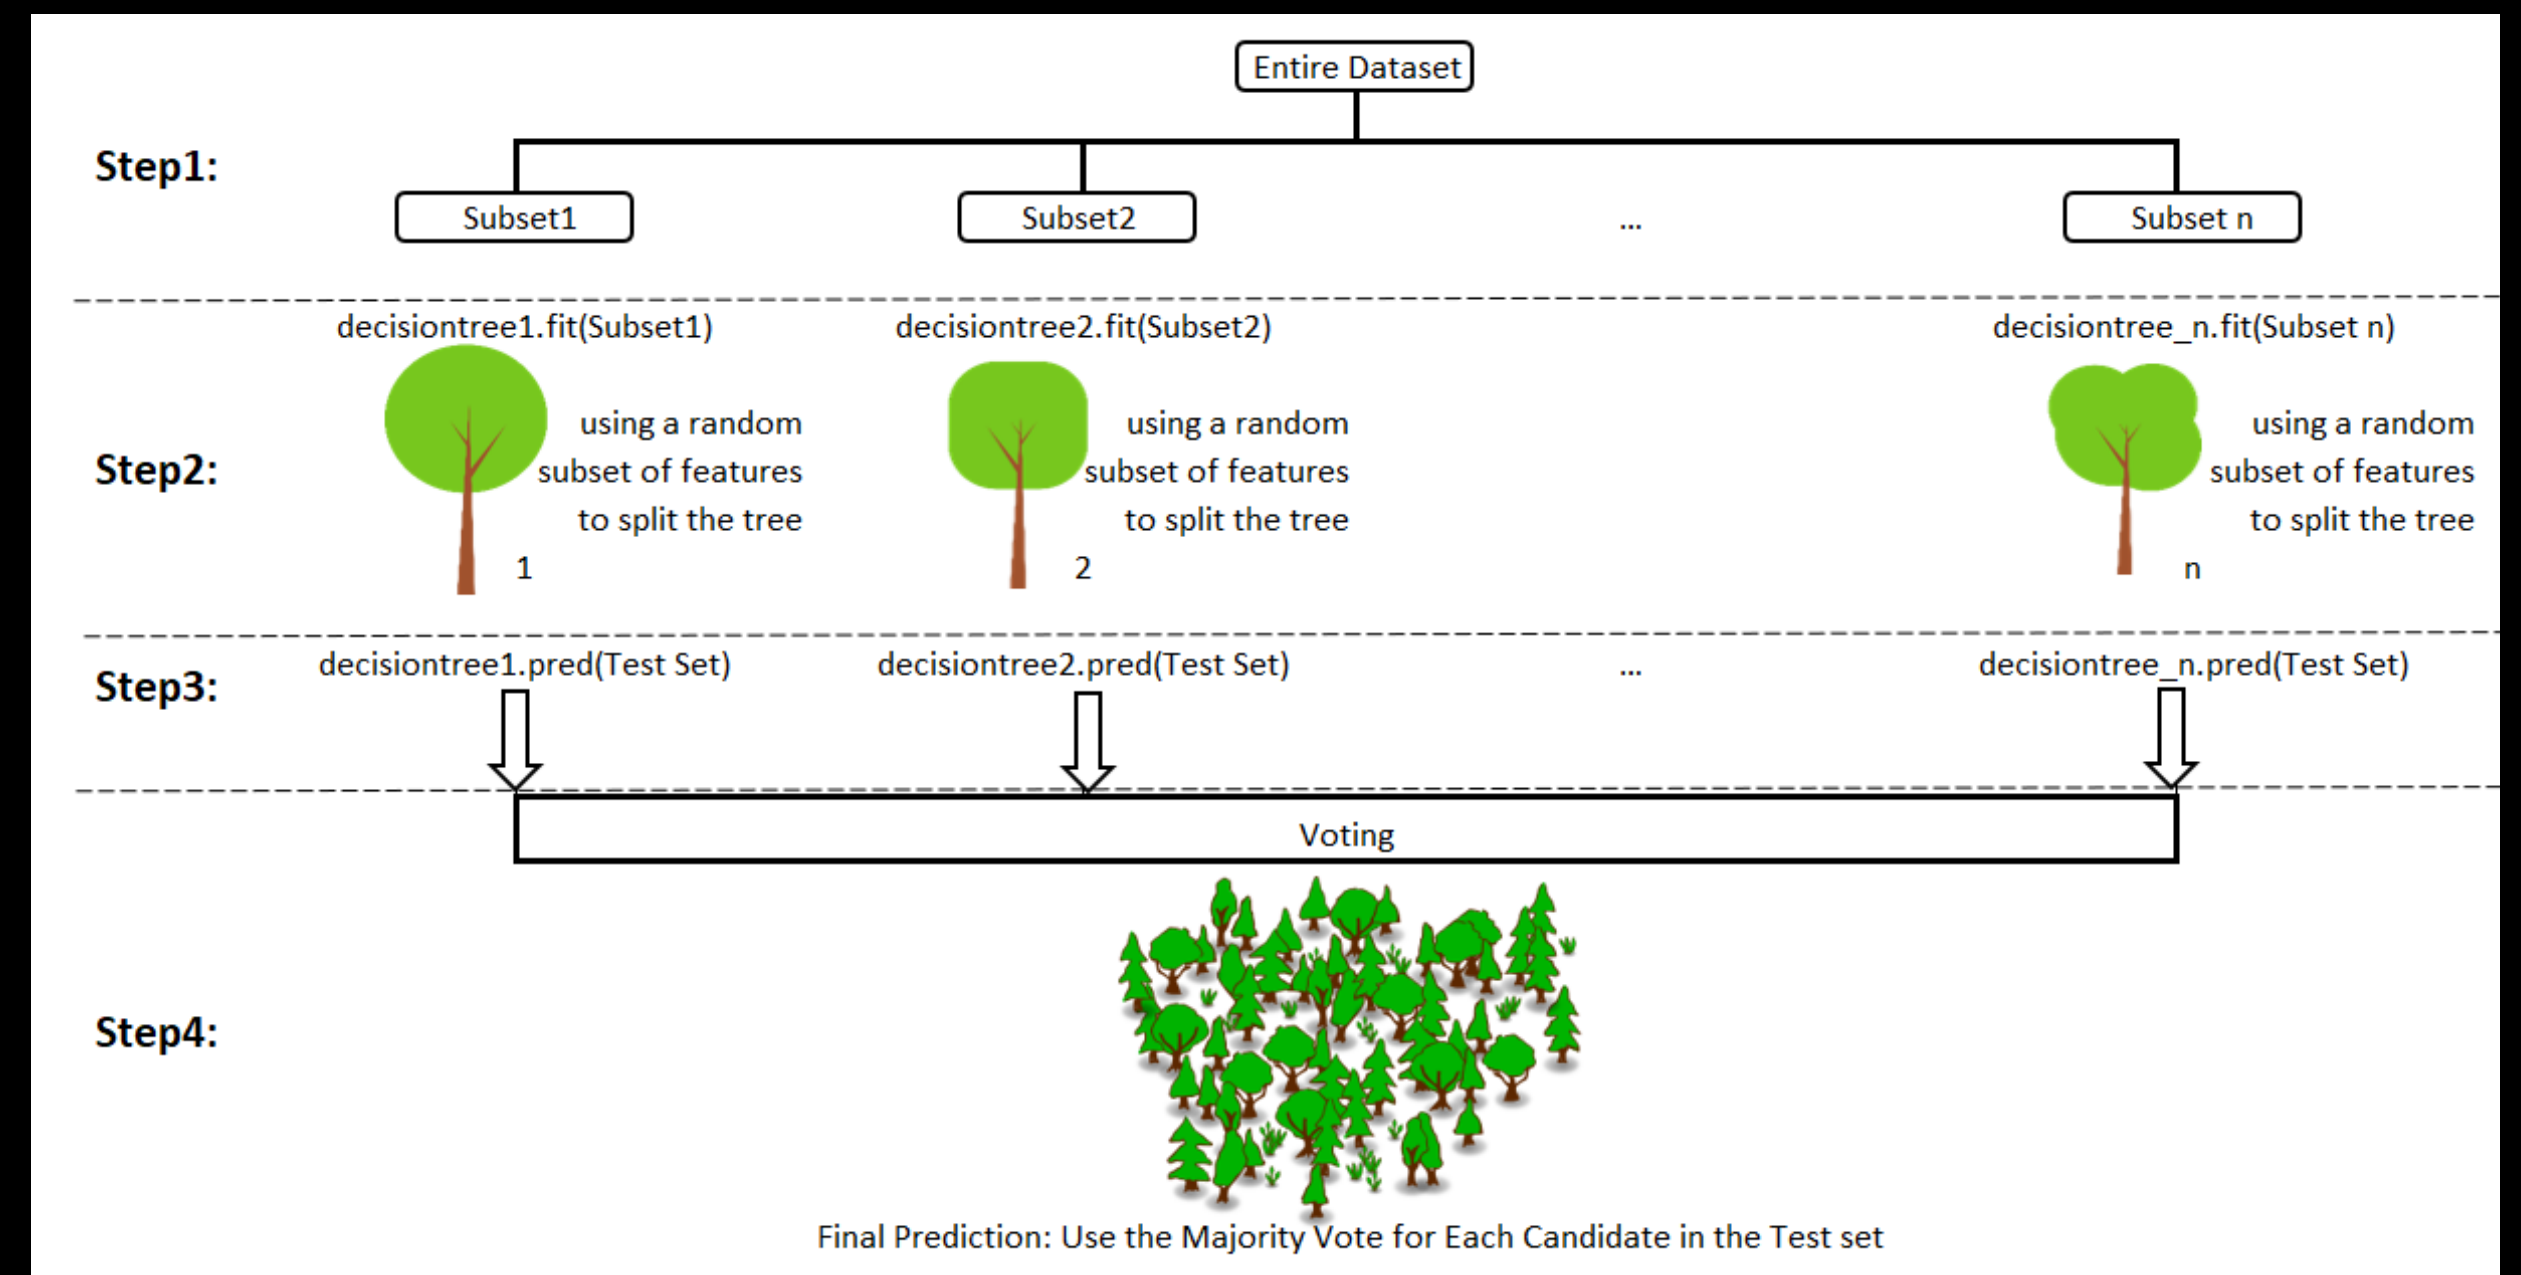 Entire Dataset
Step1:
Subset1
Subset2
...
Subset n
decisiontree1.fit(Subset1)
decisiontree2.fit(Subset2)
decisiontree_n.fit(Subset n)
Step2:
using a random
subset of features
to split the tree
1
using a random
subset of features
to split the tree
2
using a random
subset of features
to split the tree
n
Step3:
decisiontree1.pred(Test Set)
decisiontree2.pred(Test Set)
...
decisiontree_n.pred(Test Set)
Voting
Step4:
Final Prediction: Use the Majority Vote for Each Candidate in the Test set